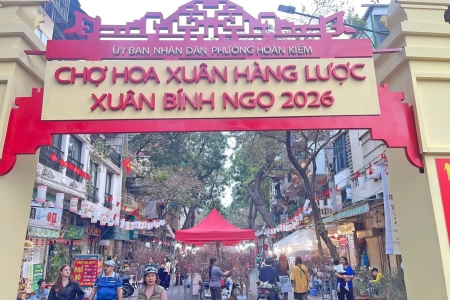 ỦY BAN NHÂN DÂN PHƯỜNG HOÀN KIẾM
CHỢ HOA XUÂN HÀNG LƯỢC
XUÂN BÍNH NGỌ 2026